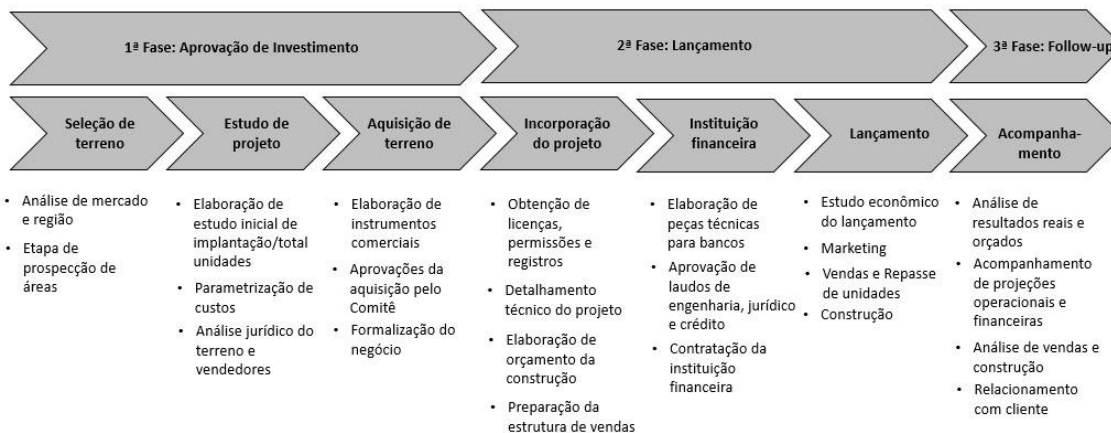 1ª Fase: Aprovação de Investimento
2ª Fase: Lançamento
3ª Fase: Follow-up
Seleção de
terreno
Estudo de
projeto
Aquisição de
terreno
Incorporação
do projeto
Instituição
financeira
Lançamento
Acompanha-
mento
• Análise de mercado
e região
• Etapa de
prospecção de
áreas
• Elaboração de
estudo inicial de
implantação/total
unidades
• Parametrização de
custos
• Análise jurídico do
terreno e
vendedores
• Elaboração de
instrumentos
comerciais
• Aprovações da
aquisição pelo
Comitê
• Formalização do
negócio
• Obtenção de
licenças,
permissões e
registros
• Detalhamento
técnico do projeto
• Elaboração de
orçamento da
construção
• Preparação da
estrutura de vendas
• Elaboração de
peças técnicas
para bancos
• Aprovação de
laudos de
engenharia, jurídico
e crédito
• Contratação da
instituição
financeira
• Estudo econômico
do lançamento
• Marketing
• Vendas e Repasse
de unidades
• Construção
• Análise de
resultados reais e
orçados
• Acompanhamento
de projeções
operacionais e
financeiras
• Análise de vendas e
construção
• Relacionamento
com cliente